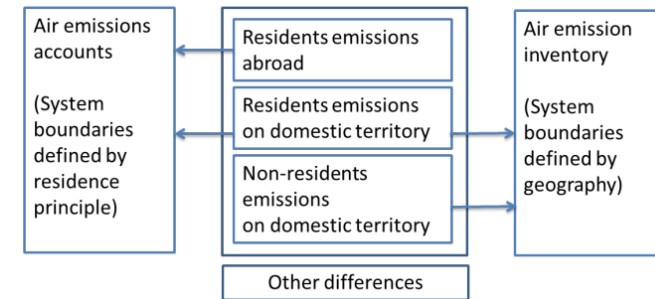 Air emissions
accounts
(System
boundaries
defined by
residence
principle)
Residents emissions
abroad
Residents emissions
on domestic territory
Non-residents
emissions
on domestic territory
Other differences
Air emission
inventory
(System
boundaries
defined by
geography)